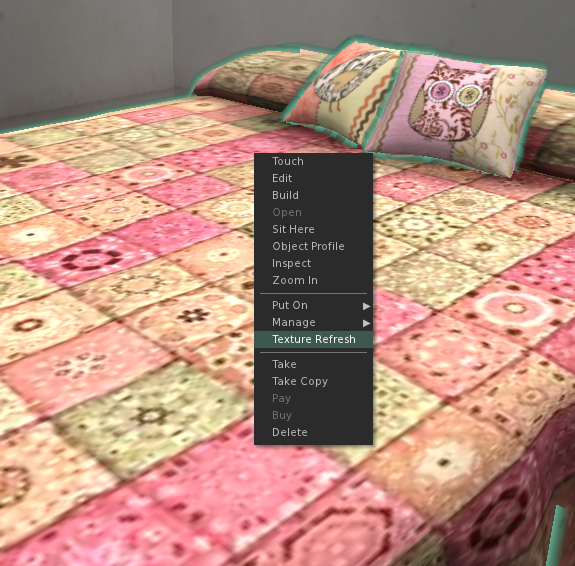 Touch
Edit
Build
Open
Sit Here
Object Profile
Inspect
Zoom In
Put On
Manage
Texture Refresh
Take
Take Copy
Pay
Buy
Delete